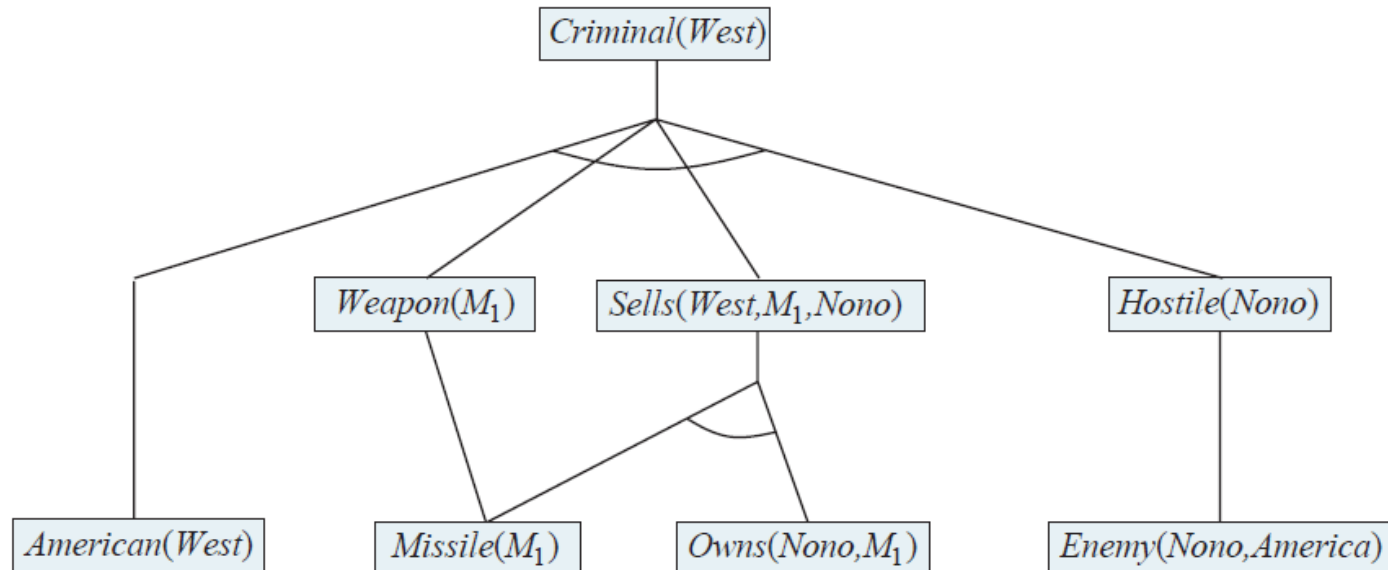 Criminal(West)
Weapon(M₁)
Sells(West,M₁,Nono)
Hostile(Nono)
American(West)
Missile(M₁)
Owns(Nono,M₁)
Enemy(Nono,America)